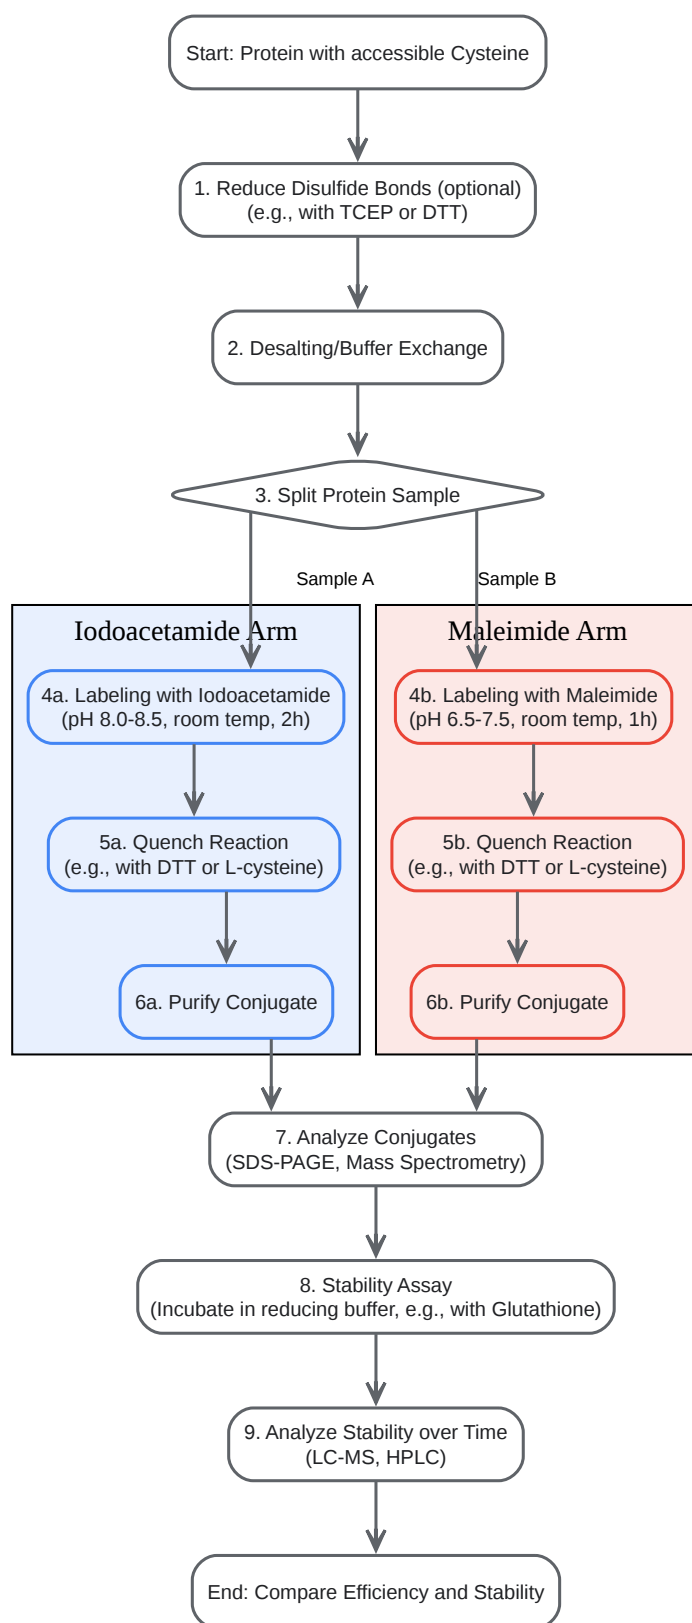 Start: Protein with accessible Cysteine
1. Reduce Disulfide Bonds (optional)
(e.g., with TCEP or DTT)
2. Desalting/Buffer Exchange
3. Split Protein Sample
Sample A
Sample B
Iodoacetamide Arm
Maleimide Arm
4a. Labeling with Iodoacetamide
(pH 8.0-8.5, room temp, 2h)
4b. Labeling with Maleimide
(pH 6.5-7.5, room temp, 1h)
5a. Quench Reaction
(e.g., with DTT or L-cysteine)
5b. Quench Reaction
(e.g., with DTT or L-cysteine)
6a. Purify Conjugate
6b. Purify Conjugate
7. Analyze Conjugates
(SDS-PAGE, Mass Spectrometry)
8. Stability Assay
(Incubate in reducing buffer, e.g., with Glutathione)
9. Analyze Stability over Time
(LC-MS, HPLC)
End: Compare Efficiency and Stability